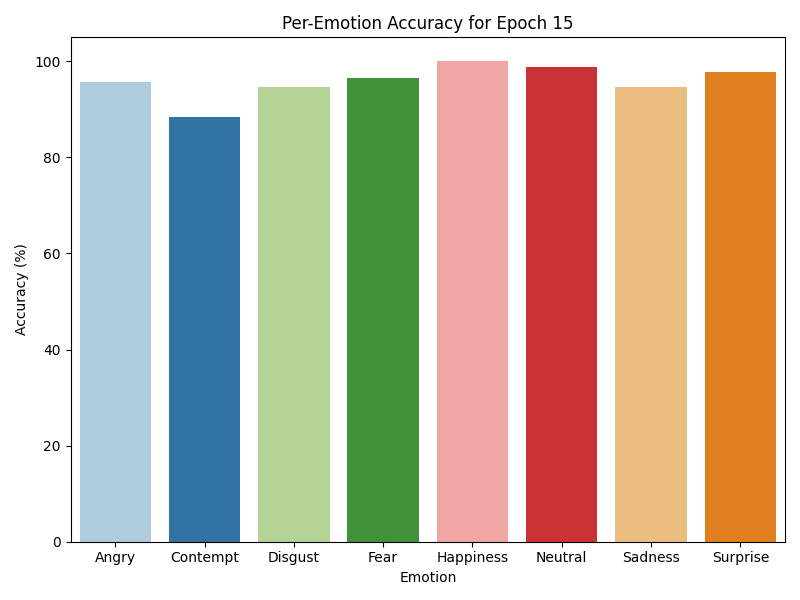 Per-Emotion Accuracy for Epoch 15
Accuracy (%)
100
80
60
40
20
0
Angry Contempt Disgust Fear Happiness Neutral Sadness Surprise
Emotion